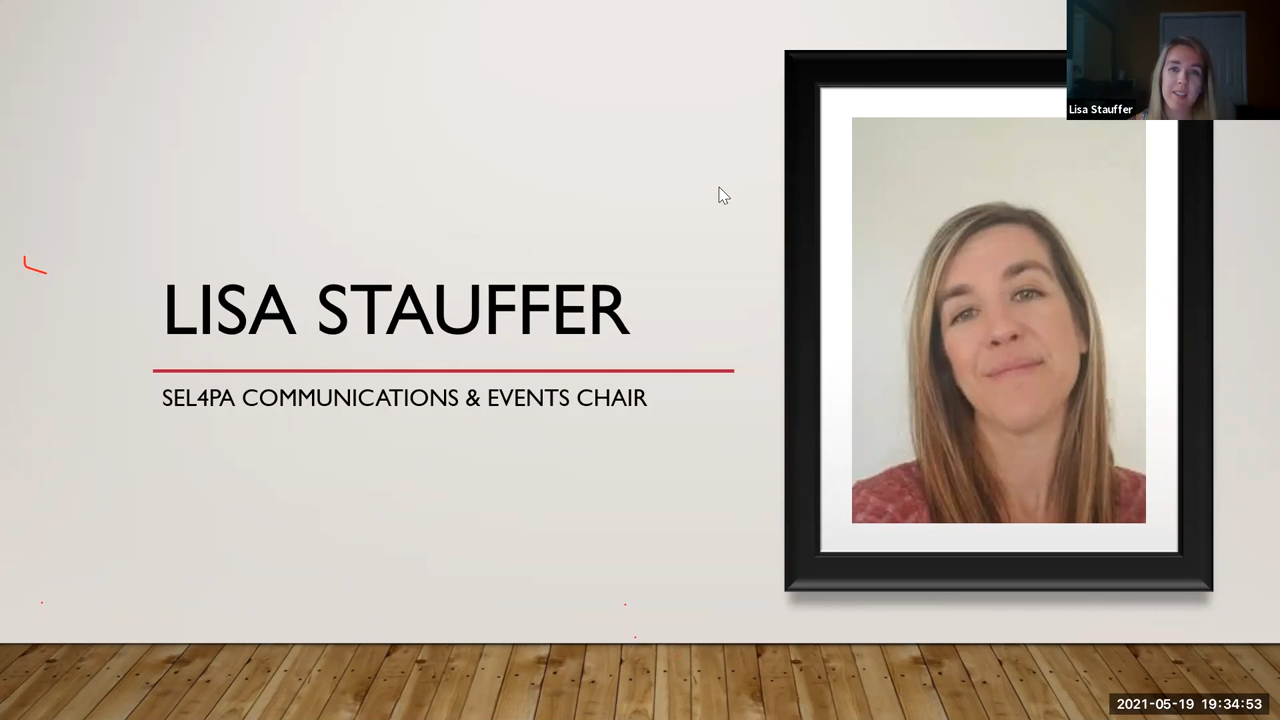 Lisa Stauffer
LISA STAUFFER
SEL4PA COMMUNICATIONS & EVENTS CHAIR
2021-05-19 19:34:53